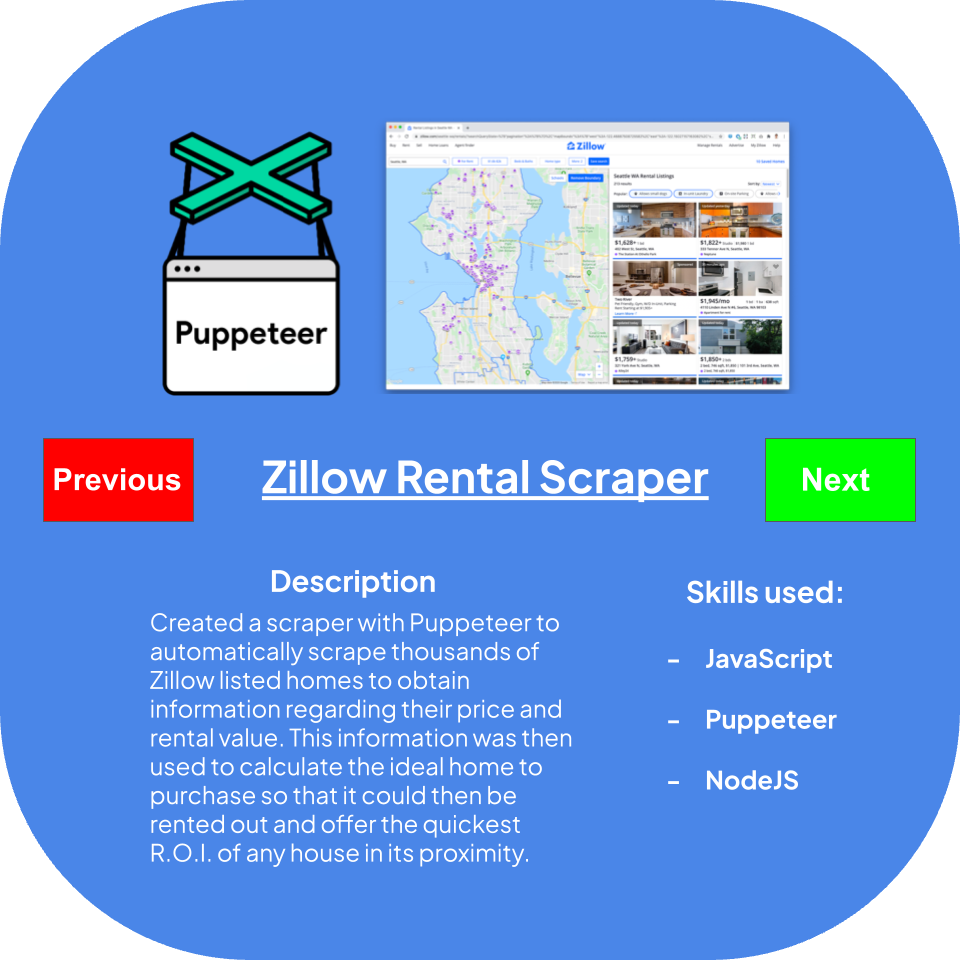 Zillow
Seattle WA Rental Listings
Puppeteer
$1,628+
$1,822+
$1,945/mo
$1,759+
$1,850+
Previous
Zillow Rental Scraper
Next
Description
Created a scraper with Puppeteer to
automatically scrape thousands of
Zillow listed homes to obtain
information regarding their price and
rental value. This information was then
used to calculate the ideal home to
purchase so that it could then be
rented out and offer the quickest
R.O.I. of any house in its proximity.
Skills used:
- JavaScript
- Puppeteer
- NodeJS